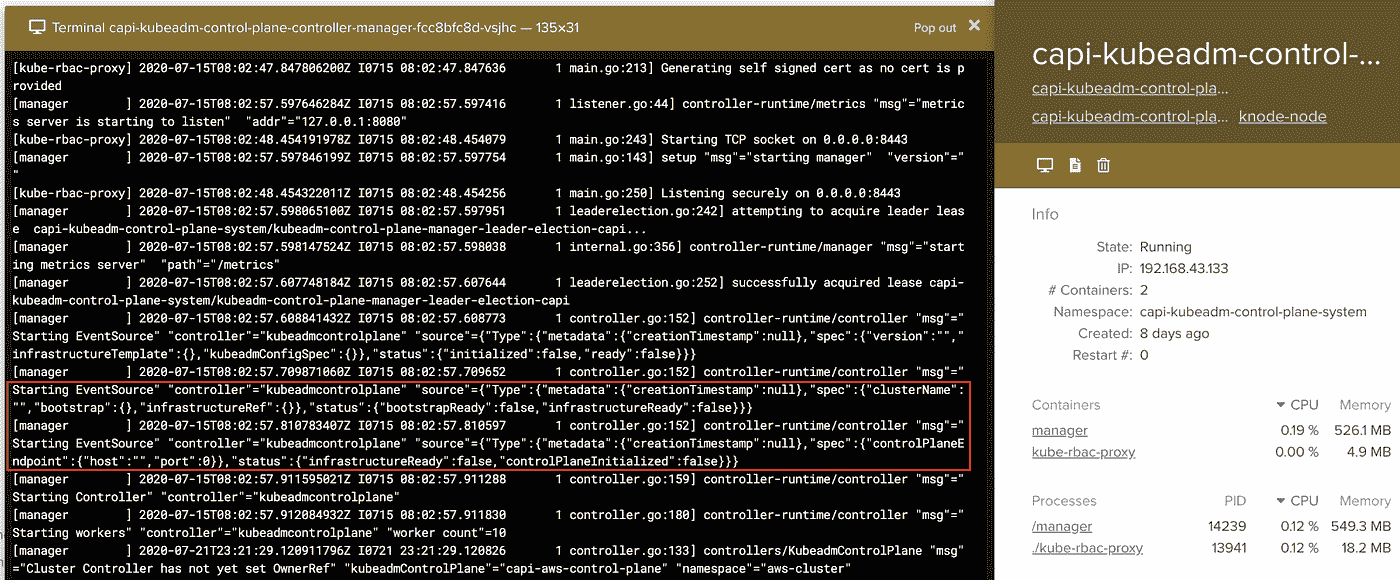 Terminal capi-kubeadm-control-plane-controller-manager-fcc8bfc8d-vsjhc — 135×31
Pop out ×
[kube-rbac-proxy] 2020-07-15T08:02:47.847806200Z I0715 08:02:47.847636       1 main.go:213] Generating self signed cert as no cert is p
rovided
[manager        ] 2020-07-15T08:02:57.597646284Z I0715 08:02:57.597416       1 listener.go:44] controller-runtime/metrics "msg"="metric
s server is starting to listen"  "addr"="127.0.0.1:8080"
[kube-rbac-proxy] 2020-07-15T08:02:48.454191978Z I0715 08:02:48.454079       1 main.go:243] Starting TCP socket on 0.0.0.0:8443
[manager        ] 2020-07-15T08:02:57.597846199Z I0715 08:02:57.597754       1 main.go:143] setup "msg"="starting manager"  "version"="
"
[kube-rbac-proxy] 2020-07-15T08:02:48.454322011Z I0715 08:02:48.454256       1 main.go:250] Listening securely on 0.0.0.0:8443
[manager        ] 2020-07-15T08:02:57.598065100Z I0715 08:02:57.597951       1 leaderelection.go:242] attempting to acquire leader leas
e  capi-kubeadm-control-plane-system/kubeadm-control-plane-manager-leader-election-capi...
[manager        ] 2020-07-15T08:02:57.598147524Z I0715 08:02:57.598038       1 internal.go:356] controller-runtime/manager "msg"="start
ing metrics server"  "path"="/metrics"
[manager        ] 2020-07-15T08:02:57.607748184Z I0715 08:02:57.607644       1 leaderelection.go:252] successfully acquired lease capi-
kubeadm-control-plane-system/kubeadm-control-plane-manager-leader-election-capi
[manager        ] 2020-07-15T08:02:57.608841432Z I0715 08:02:57.608773       1 controller.go:152] controller-runtime/controller "msg"="
Starting EventSource" "controller"="kubeadmcontrolplane" "source"={"Type":{"metadata":{"creationTimestamp":null},"spec":{"version":"","
infrastructureTemplate":{},"kubeadmConfigSpec":{}},"status":{"initialized":false,"ready":false}}}
[manager        ] 2020-07-15T08:02:57.709871060Z I0715 08:02:57.709652       1 controller.go:152] controller-runtime/controller "msg"="
Starting EventSource" "controller"="kubeadmcontrolplane" "source"={"Type":{"metadata":{"creationTimestamp":null},"spec":{"clusterName":
"","bootstrap":{},"infrastructureRef":{}},"status":{"bootstrapReady":false,"infrastructureReady":false}}}
[manager        ] 2020-07-15T08:02:57.810783407Z I0715 08:02:57.810597       1 controller.go:152] controller-runtime/controller "msg"="
Starting EventSource" "controller"="kubeadmcontrolplane" "source"={"Type":{"metadata":{"creationTimestamp":null},"spec":{"controlPlaneE
ndpoint":{"host":"","port":0}},"status":{"infrastructureReady":false,"controlPlaneInitialized":false}}}
[manager        ] 2020-07-15T08:02:57.911595021Z I0715 08:02:57.911288       1 controller.go:159] controller-runtime/controller "msg"="
Starting Controller" "controller"="kubeadmcontrolplane"
[manager        ] 2020-07-15T08:02:57.912084932Z I0715 08:02:57.911830       1 controller.go:180] controller-runtime/controller "msg"="
Starting workers" "controller"="kubeadmcontrolplane" "worker count"=10
[manager        ] 2020-07-21T23:21:29.120911796Z I0721 23:21:29.120826       1 controller.go:133] controllers/KubeadmControlPlane "msg"
="Cluster Controller has not yet set OwnerRef" "kubeadmControlPlane"="capi-aws-control-plane" "namespace"="aws-cluster"
capi-kubeadm-control-...
capi-kubeadm-control-pla...
capi-kubeadm-control-pla... knode-node
Info
State: Running
IP: 192.168.43.133
# Containers: 2
Namespace: capi-kubeadm-control-plane-system
Created: 8 days ago
Restart #: 0
Containers CPU Memory
manager 0.19 % 526.1 MB
kube-rbac-proxy 0.00 % 4.9 MB
Processes PID CPU Memory
/manager 14239 0.12 % 549.3 MB
./kube-rbac-proxy 13941 0.12 % 18.2 MB